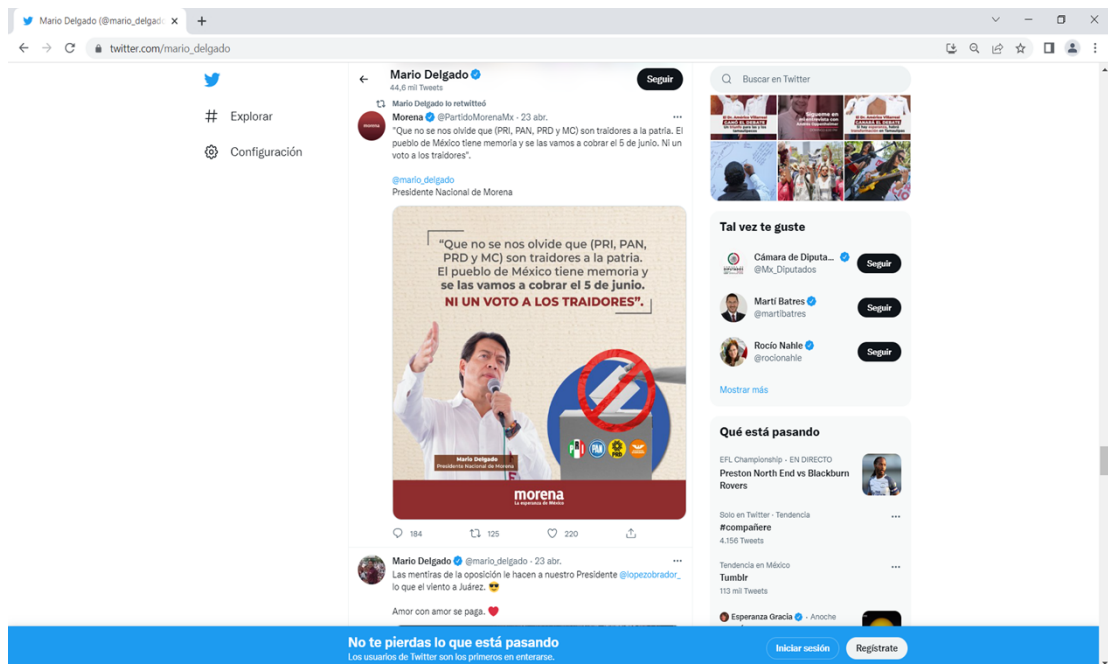 Mario Delgado (@mario_delgado
twitter.com/mario_delgado
Explorar
Configuración
Mario Delgado
44,6 mil Tweets
Seguir
Mario Delgado lo retwitteó
Morena @PartidoMorenaMx · 23 abr.
"Que no se nos olvide que (PRI, PAN, PRD y MC) son traidores a la patria. El
pueblo de México tiene memoria y se las vamos a cobrar el 5 de junio. Ni un
voto a los traidores".
@mario_delgado
Presidente Nacional de Morena
"Que no se nos olvide que (PRI, PAN,
PRD y MC) son traidores a la patria.
El pueblo de México tiene memoria y
se las vamos a cobrar el 5 de junio.
NI UN VOTO A LOS TRAIDORES".
PRI PAN PRD
Mario Delgado
Presidente Nacional de Morena
morena
La esperanza de México
184 125 220
Mario Delgado @mario_delgado · 23 abr.
Las mentiras de la oposición le hacen a nuestro Presidente @lopezobrador_
lo que el viento a Juárez.
Amor con amor se paga.
Buscar en Twitter
Tal vez te guste
Cámara de Diputa...
@Mx_Diputados
Seguir
Martí Batres
@martibatres
Seguir
Rocío Nahle
@rocionahle
Seguir
Mostrar más
Qué está pasando
EFL Championship · EN DIRECTO
Preston North End vs Blackburn
Rovers
Solo en Twitter · Tendencia
#compañere
4.156 Tweets
Tendencia en México
Tumblr
113 mil Tweets
Esperanza Gracia · Anoche
No te pierdas lo que está pasando
Los usuarios de Twitter son los primeros en enterarse.
Iniciar sesión
Regístrate